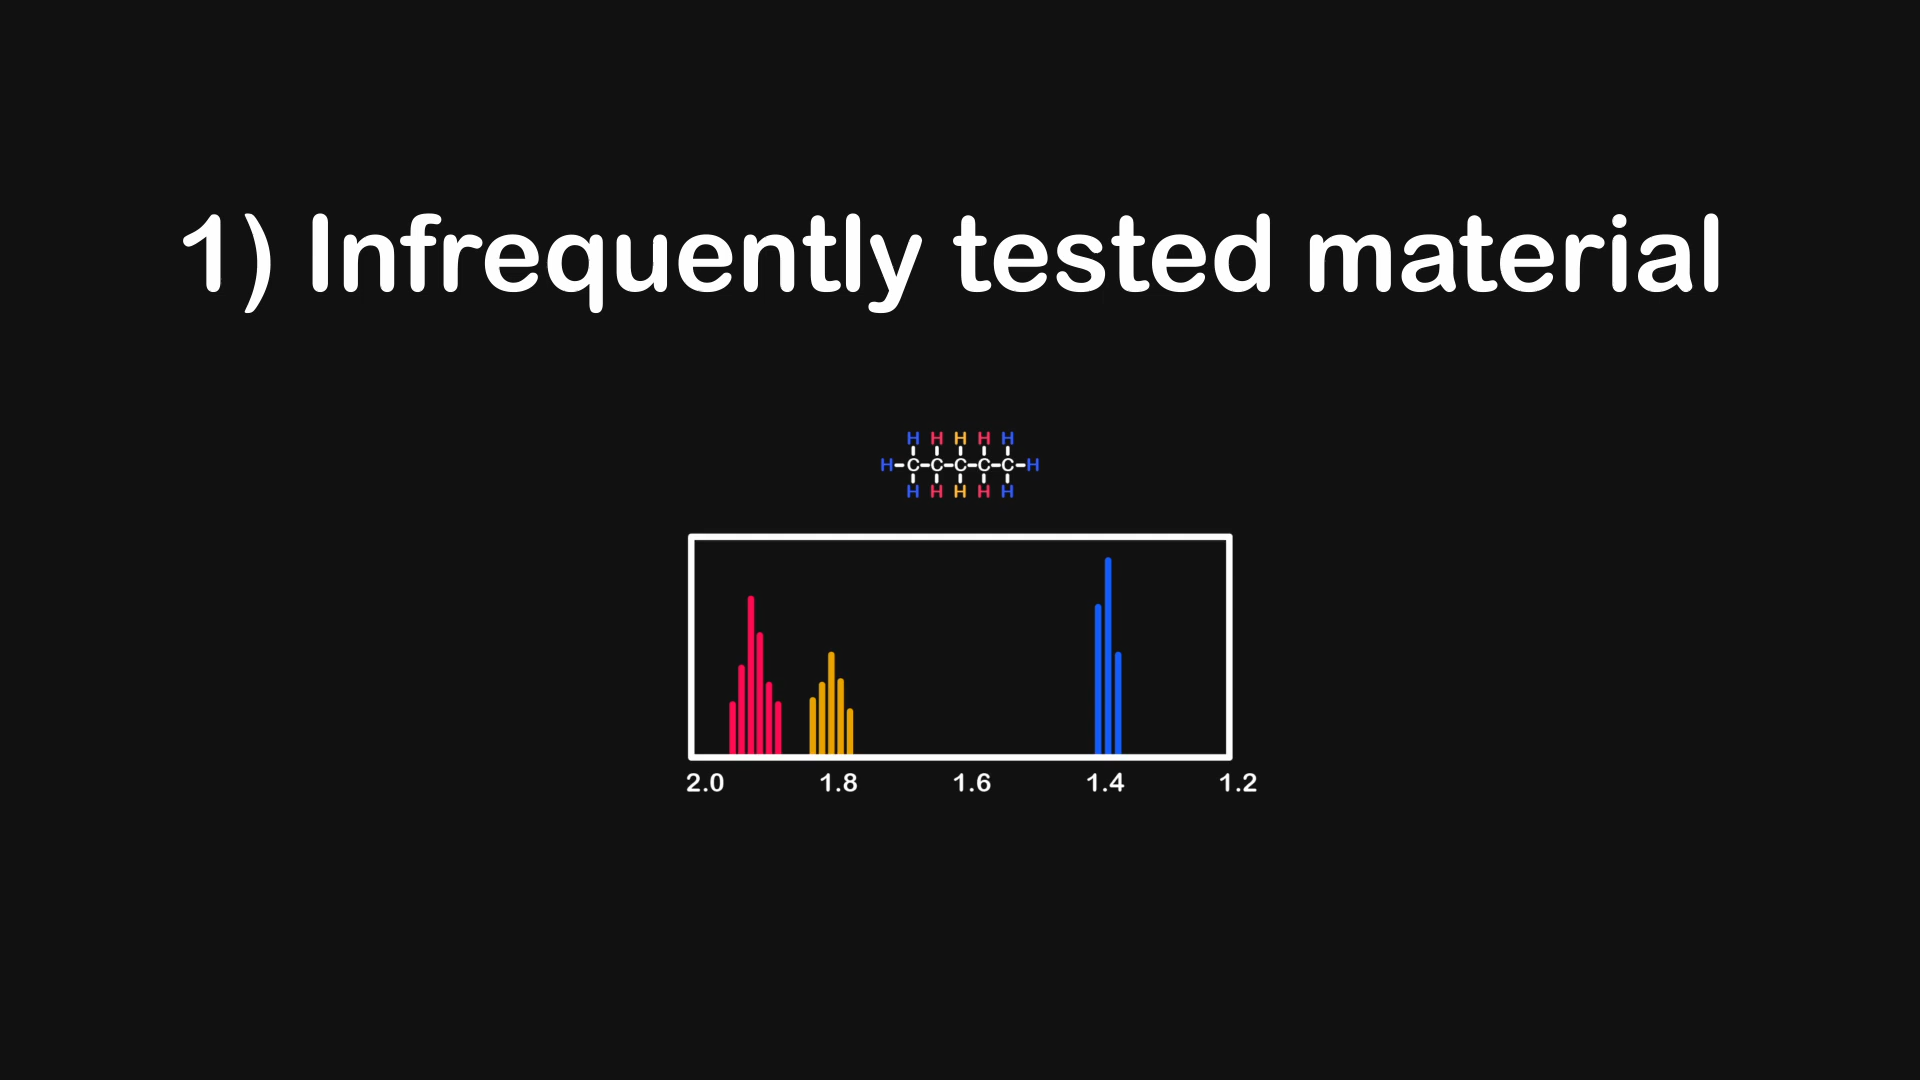 1) Infrequently tested material
H H H H H
H-C-C-C-C-C-H
H H H H H
2.0 1.8 1.6 1.4 1.2